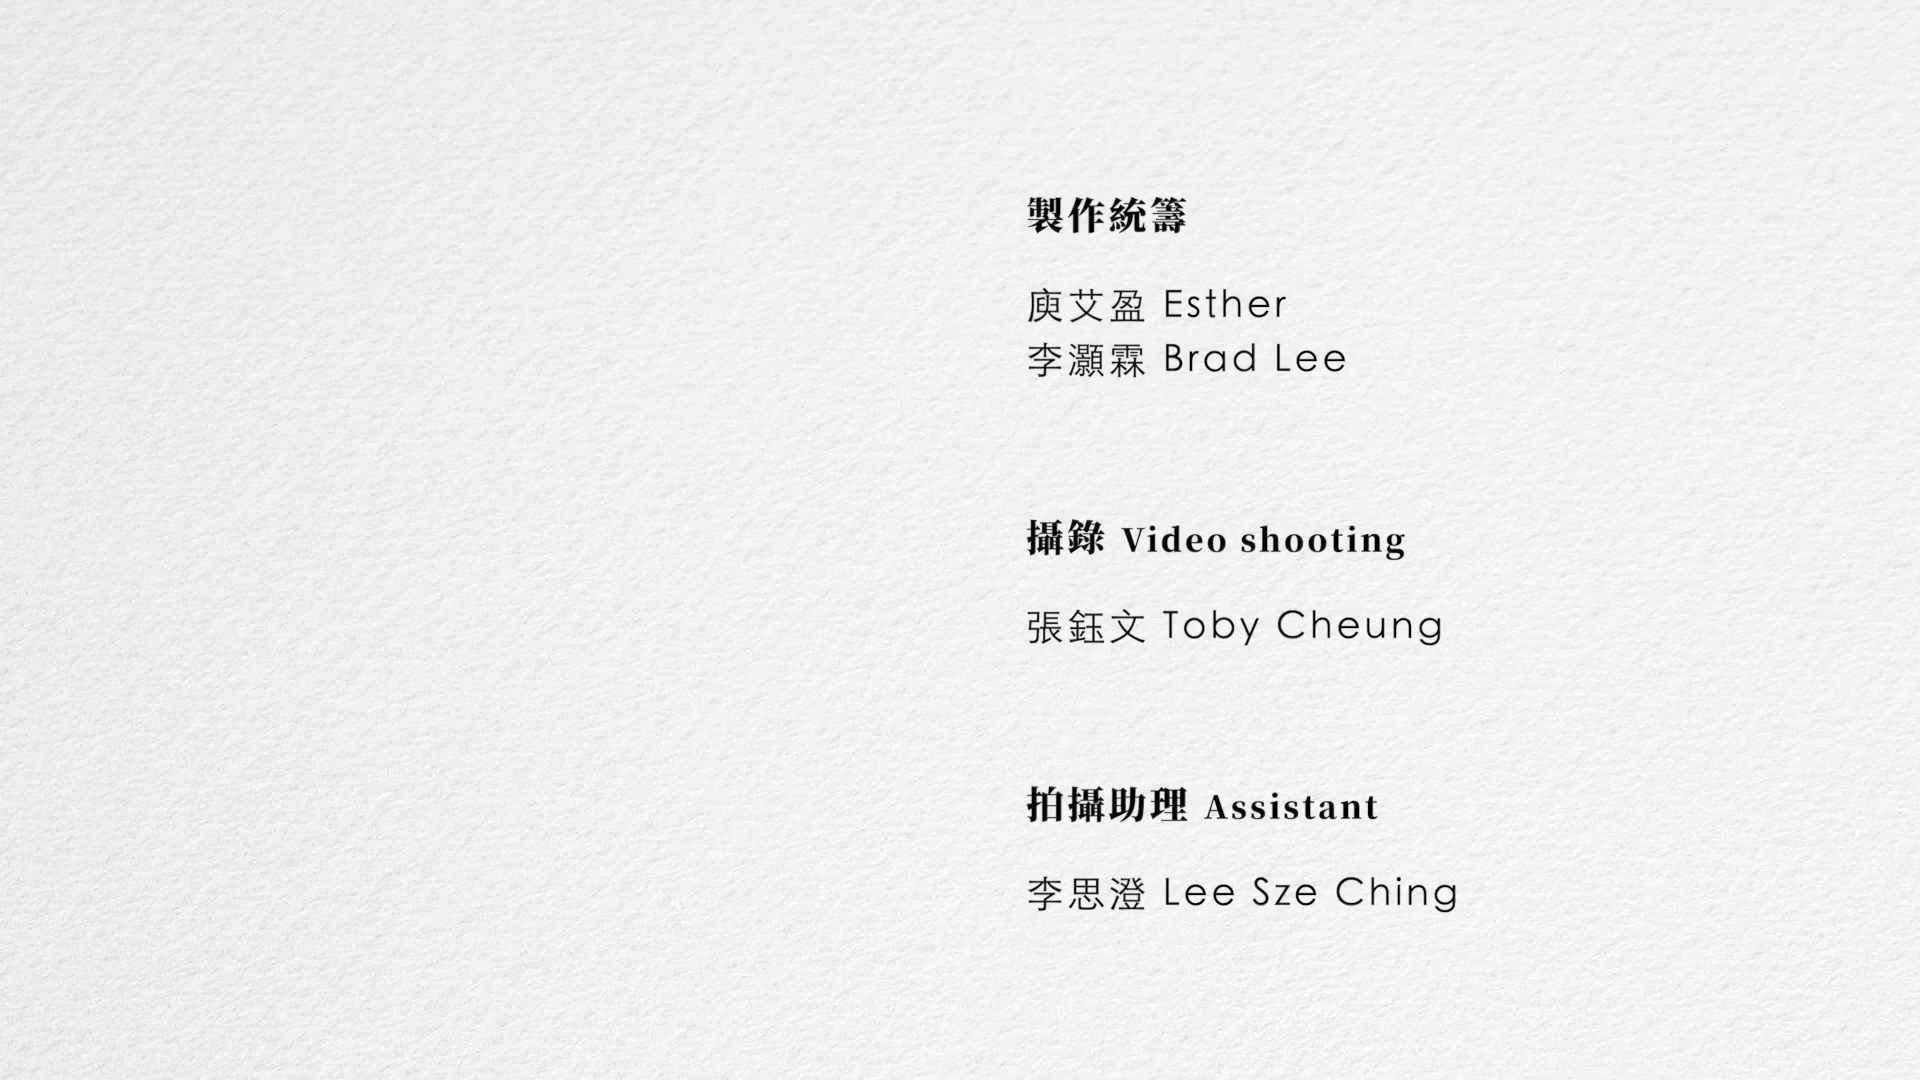 製作統籌
庾艾盈 Esther
李灝霖 Brad Lee
攝錄 Video shooting
張鈺文 Toby Cheung
拍攝助理 Assistant
李思澄 Lee Sze Ching